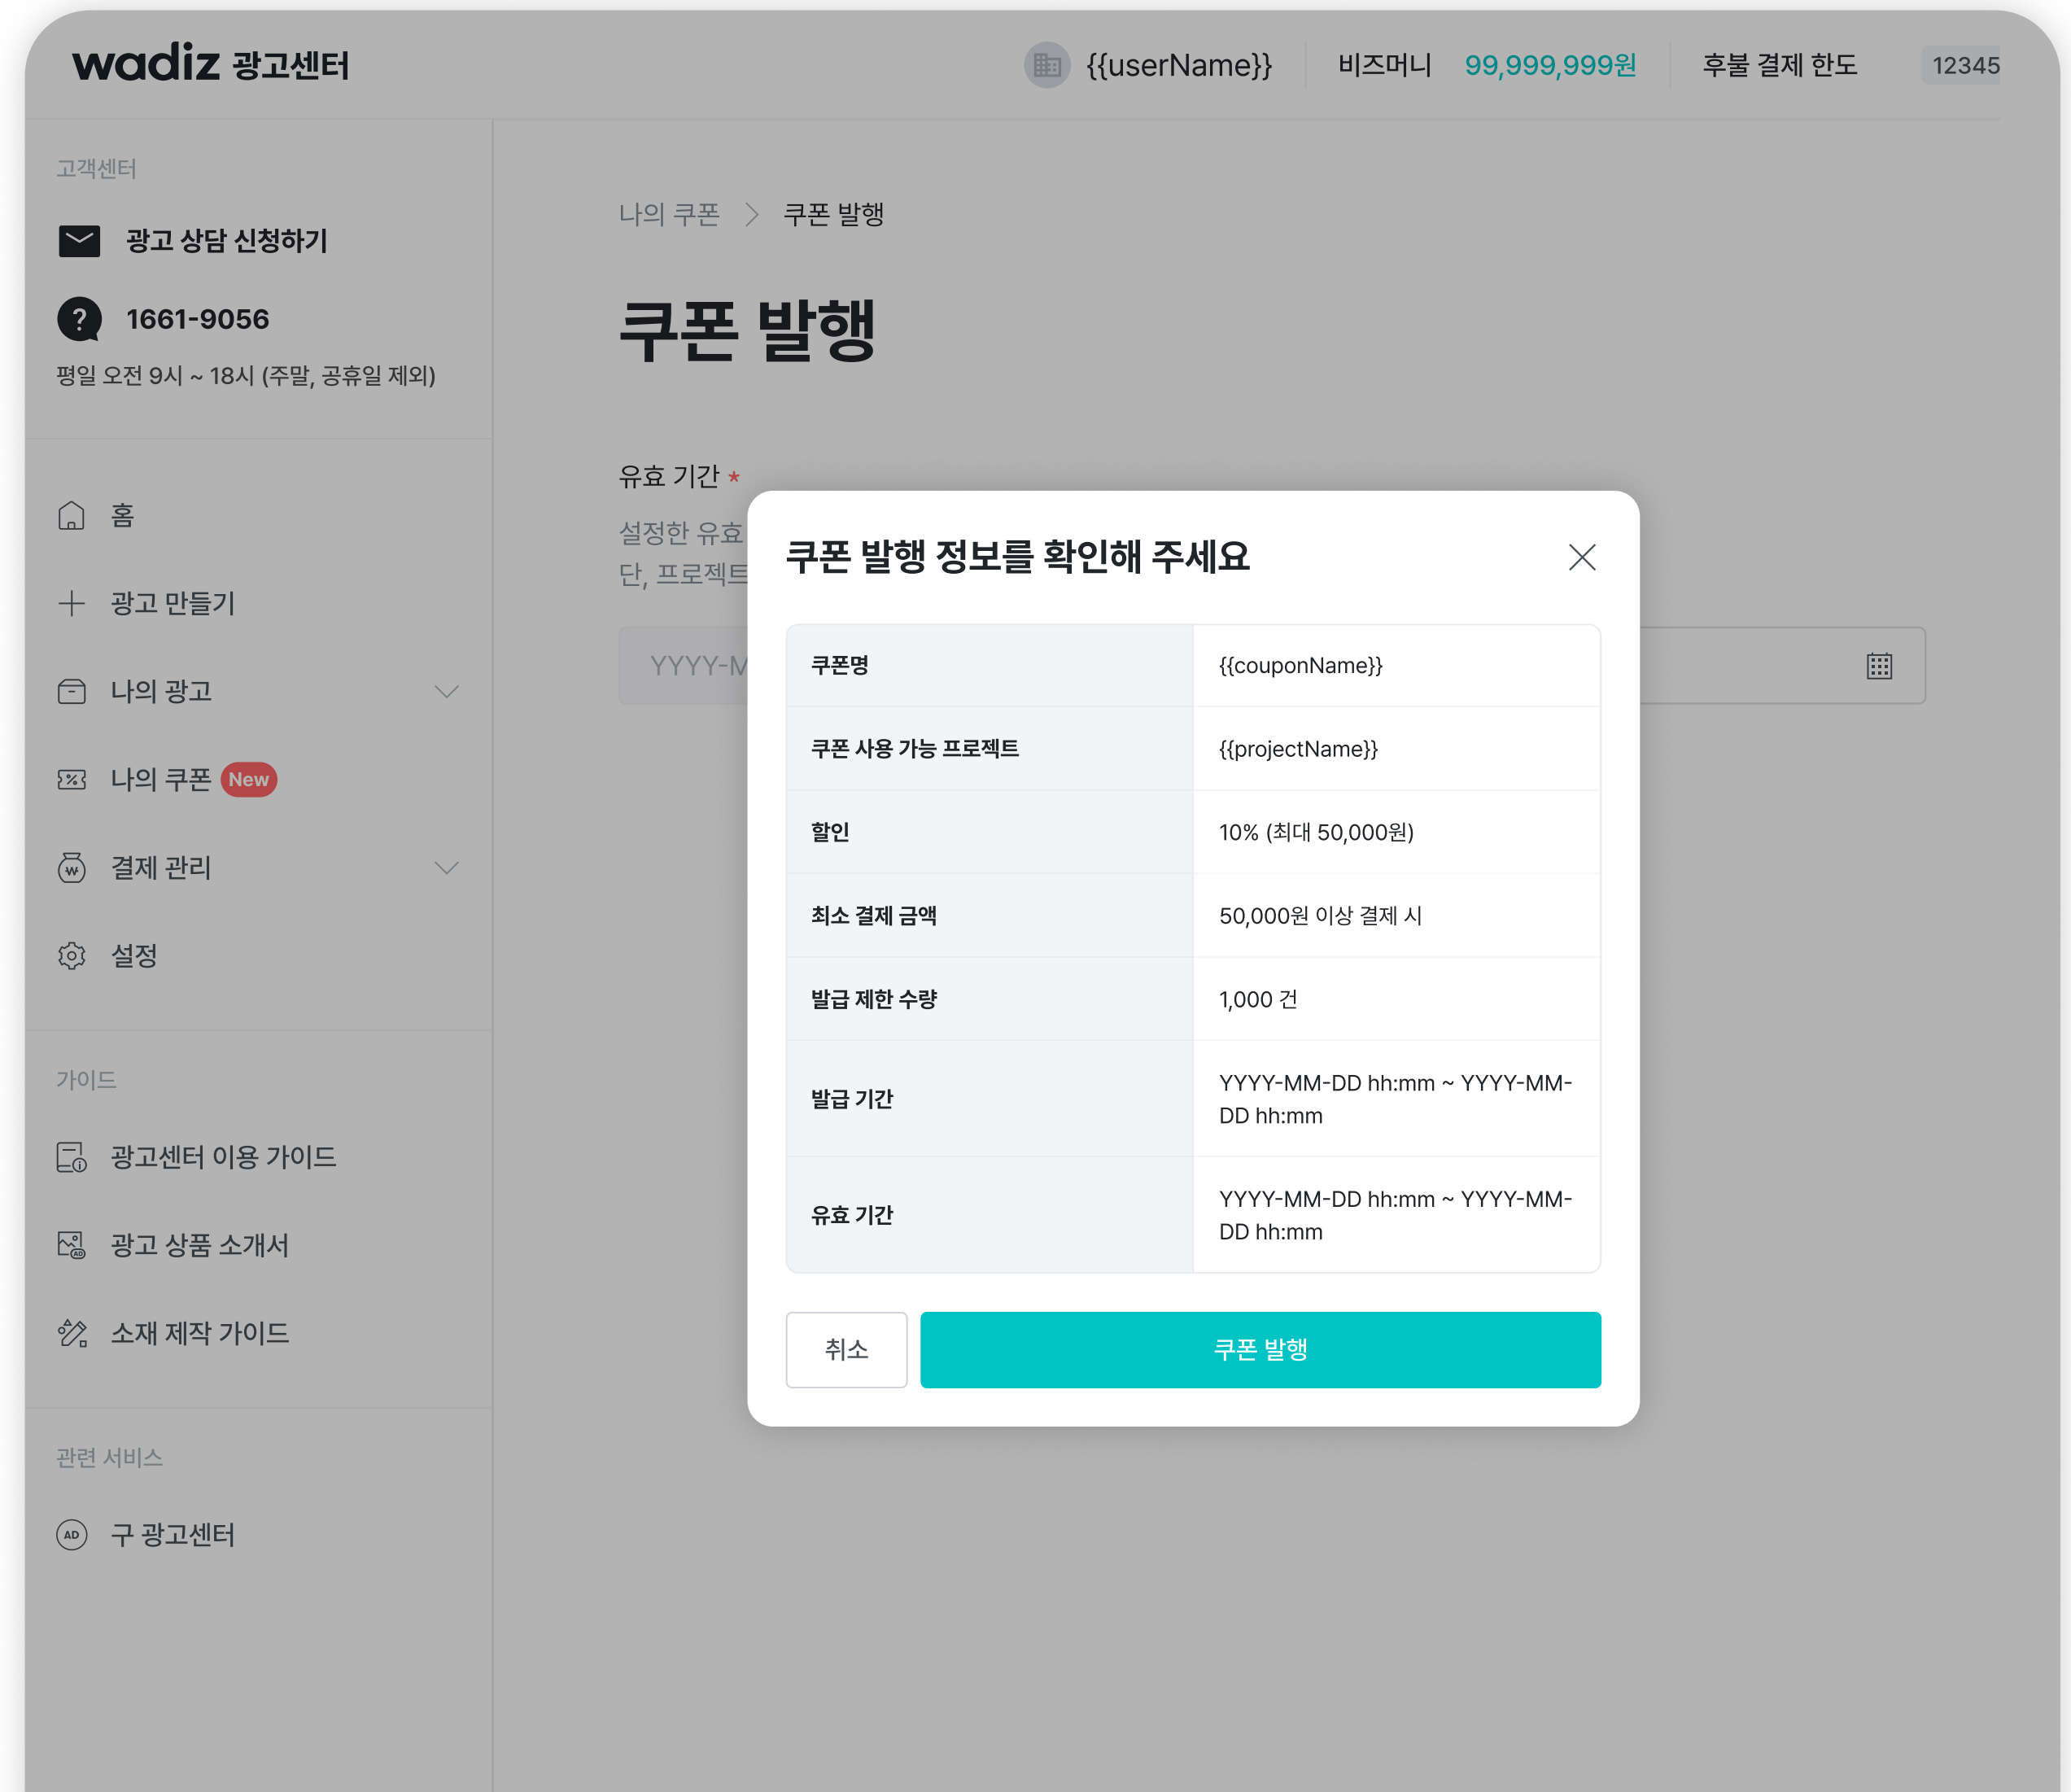 wadiz 광고센터
{{userName}} 비즈머니 99,999,999원 후불 결제 한도 12345
고객센터
광고 상담 신청하기
1661-9056
평일 오전 9시 ~ 18시 (주말, 공휴일 제외)
홈
광고 만들기
나의 광고
나의 쿠폰 New
결제 관리
설정
가이드
광고센터 이용 가이드
광고 상품 소개서
소재 제작 가이드
관련 서비스
AD 구 광고센터
나의 쿠폰 > 쿠폰 발행
쿠폰 발행
유효 기간 *
설정한 유효
단, 프로젝트
YYYY-M
쿠폰 발행 정보를 확인해 주세요
쿠폰명 {{couponName}}
쿠폰 사용 가능 프로젝트 {{projectName}}
할인 10% (최대 50,000원)
최소 결제 금액 50,000원 이상 결제 시
발급 제한 수량 1,000 건
발급 기간 YYYY-MM-DD hh:mm ~ YYYY-MM-
DD hh:mm
유효 기간 YYYY-MM-DD hh:mm ~ YYYY-MM-
DD hh:mm
취소 쿠폰 발행